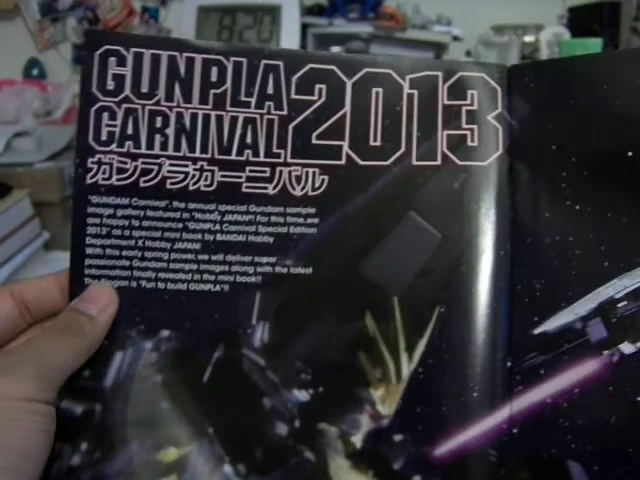 8:20
GUNPLA
CARNIVAL 2013
ガンプラカーニバル
"GUNDAM Carnival", the annual special Gundam sample
image gallery featured in "Hobby JAPAN"! For this time, we
are happy to announce "GUNPLA Carnival Special Edition
2013" as a special mini book by BANDAI Hobby
Department X Hobby JAPAN!
With this early spring power, we will deliver super
passionate Gundam sample images along with the latest
information finally revealed in the mini book!!
The Slogan is "Fun to build GUNPLA"!!